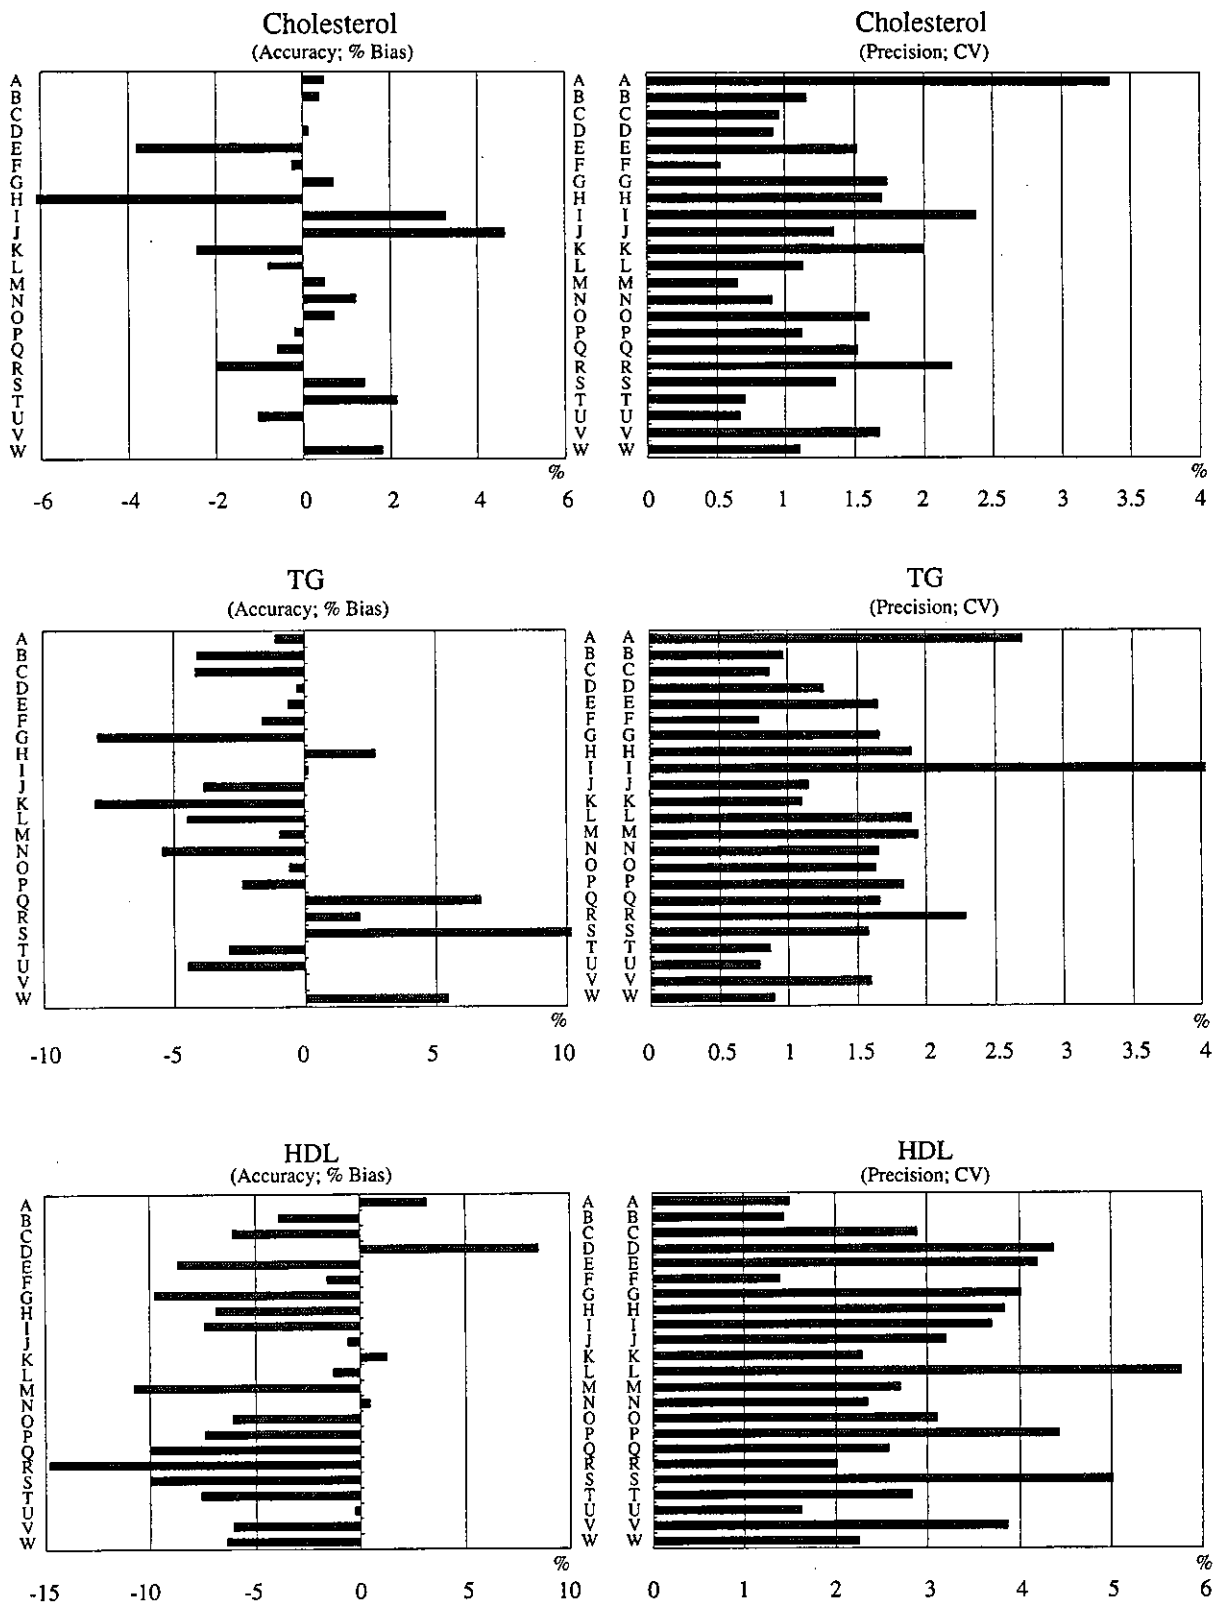 Cholesterol
(Accuracy; % Bias)
A
B
C
D
E
F
G
H
I
J
K
L
M
N
O
P
Q
R
S
T
U
V
W
A
B
C
D
E
F
G
H
I
J
K
L
M
N
O
P
Q
R
S
T
U
V
W
%
-6 -4 -2 0 2 4 6
Cholesterol
(Precision; CV)
A
B
C
D
E
F
G
H
I
J
K
L
M
N
O
P
Q
R
S
T
U
V
W
%
0 0.5 1 1.5 2 2.5 3 3.5 4
TG
(Accuracy; % Bias)
A
B
C
D
E
F
G
H
I
J
K
L
M
N
O
P
Q
R
S
T
U
V
W
A
B
C
D
E
F
G
H
I
J
K
L
M
N
O
P
Q
R
S
T
U
V
W
%
-10 -5 0 5 10
TG
(Precision; CV)
A
B
C
D
E
F
G
H
I
J
K
L
M
N
O
P
Q
R
S
T
U
V
W
%
0 0.5 1 1.5 2 2.5 3 3.5 4
HDL
(Accuracy; % Bias)
A
B
C
D
E
F
G
H
I
J
K
L
M
N
O
P
Q
R
S
T
U
V
W
A
B
C
D
E
F
G
H
I
J
K
L
M
N
O
P
Q
R
S
T
U
V
W
%
-15 -10 -5 0 5 10
HDL
(Precision; CV)
A
B
C
D
E
F
G
H
I
J
K
L
M
N
O
P
Q
R
S
T
U
V
W
%
0 1 2 3 4 5 6